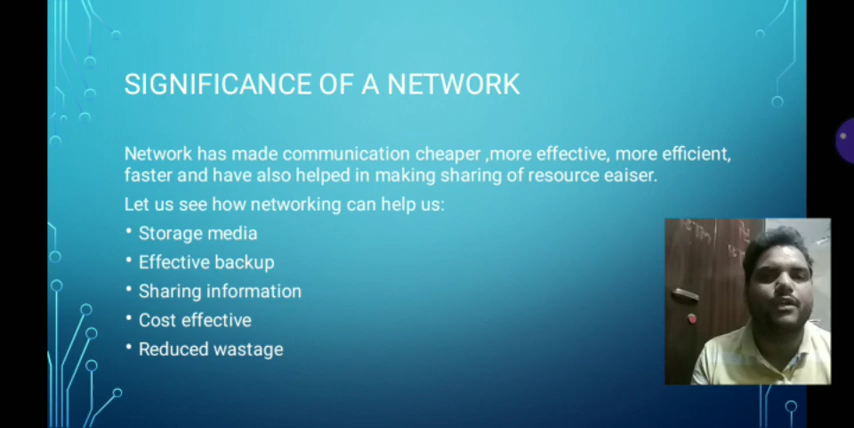 SIGNIFICANCE OF A NETWORK
Network has made communication cheaper ,more effective, more efficient,
faster and have also helped in making sharing of resource eaiser.
Let us see how networking can help us:
• Storage media
• Effective backup
• Sharing information
• Cost effective
• Reduced wastage